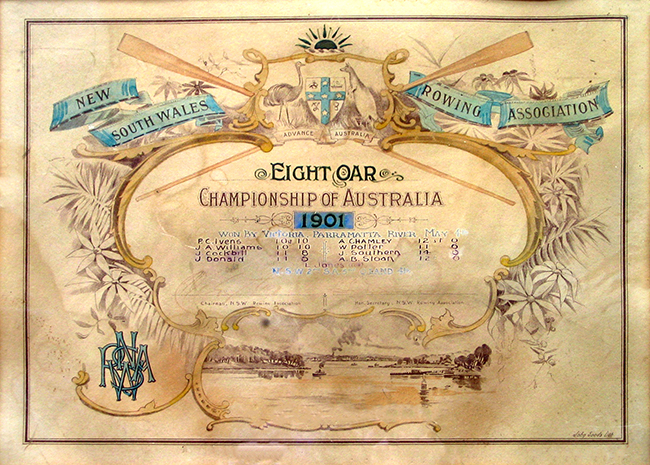 NEW
SOUTH WALES
ROWING ASSOCIATION
ADVANCE AUSTRALIA
EIGHT OAR
CHAMPIONSHIP OF AUSTRALIA
1901
WON BY VICTORIA PARRAMATTA RIVER MAY
P.C. Ivens 10 10 A CHAMLEY 12
J.A. Williams 10 10 W Potter 11
J Cockbill 11 8 J. Southern 14
J Donald 11 0 A.B. Sloan 12 0
Chairman, N.S.W. Rowing Association Hon. Secretary, N.S.W. Rowing Association